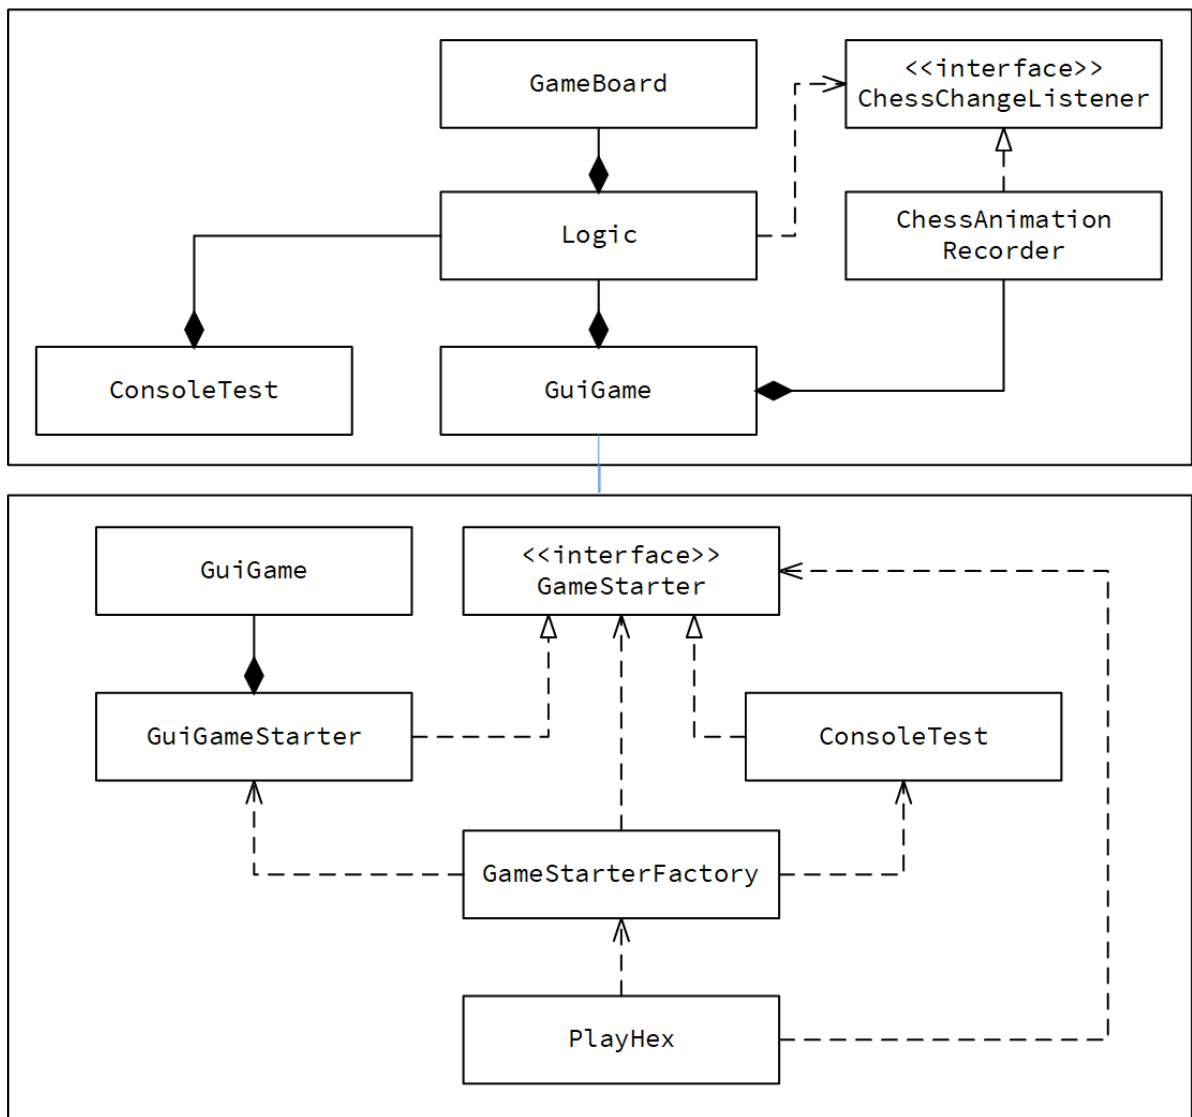 GameBoard
<<interface>>
ChessChangeListener
Logic
ChessAnimation
Recorder
ConsoleTest
GuiGame
GuiGame
<<interface>>
GameStarter
GuiGameStarter
ConsoleTest
GameStarterFactory
PlayHex